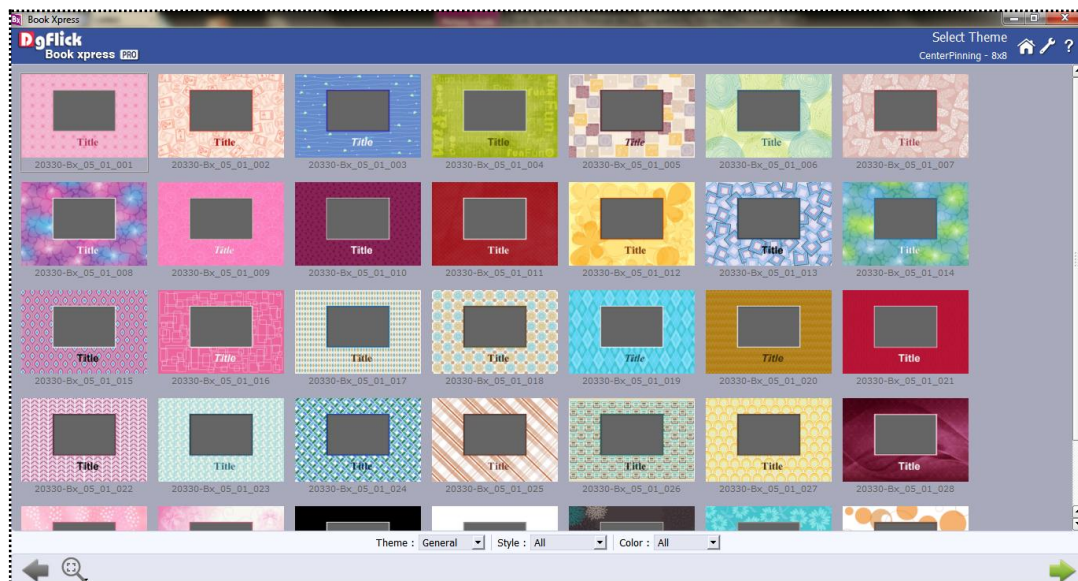 Bx Book Xpress
DgFlick
Book xpress PRO
Select Theme
CenterPinning - 8x8
?
Title Title Title Title Title Title Title
20330-Bx_05_01_001 20330-Bx_05_01_002 20330-Bx_05_01_003 20330-Bx_05_01_004 20330-Bx_05_01_005 20330-Bx_05_01_006 20330-Bx_05_01_007
Title Title Title Title Title Title Title
20330-Bx_05_01_008 20330-Bx_05_01_009 20330-Bx_05_01_010 20330-Bx_05_01_011 20330-Bx_05_01_012 20330-Bx_05_01_013 20330-Bx_05_01_014
Title Title Title Title Title Title Title
20330-Bx_05_01_015 20330-Bx_05_01_016 20330-Bx_05_01_017 20330-Bx_05_01_018 20330-Bx_05_01_019 20330-Bx_05_01_020 20330-Bx_05_01_021
Title Title Title Title Title Title Title
20330-Bx_05_01_022 20330-Bx_05_01_023 20330-Bx_05_01_024 20330-Bx_05_01_025 20330-Bx_05_01_026 20330-Bx_05_01_027 20330-Bx_05_01_028
Theme : General Style : All Color : All